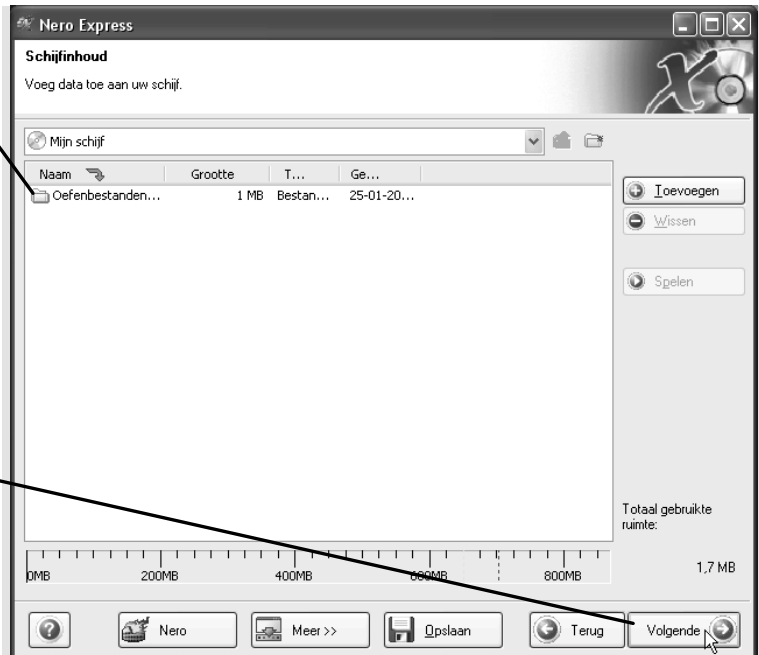 Nero Express
Schijfinhoud
Voeg data toe aan uw schijf.
Mijn schijf
Naam Grootte T... Ge...
Oefenbestanden... 1 MB Bestan... 25-01-20...
Toevoegen
Wissen
Spelen
Totaal gebruikte
ruimte:
1,7 MB
0MB 200MB 400MB 600MB 800MB
Nero Meer >> Opslaan Terug Volgende